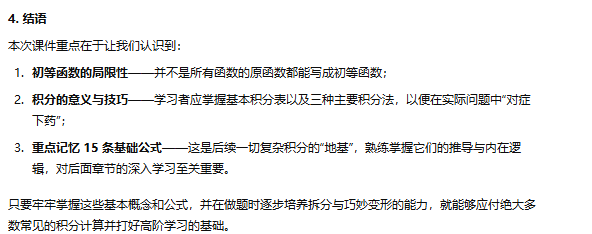 4. 结语
本次课件重点在于让我们认识到：
1. 初等函数的局限性——并不是所有函数的原函数都能写成初等函数；
2. 积分的意义与技巧——学习者应掌握基本积分表以及三种主要积分法，以便在实际问题中“对症
下药”；
3. 重点记忆 15 条基础公式——这是后续一切复杂积分的“地基”，熟练掌握它们的推导与内在逻
辑，对后面章节的深入学习至关重要。
只要牢牢掌握这些基本概念和公式，并在做题时逐步培养拆分与巧妙变形的能力，就能够应付绝大多
数常见的积分计算并打好高阶学习的基础。